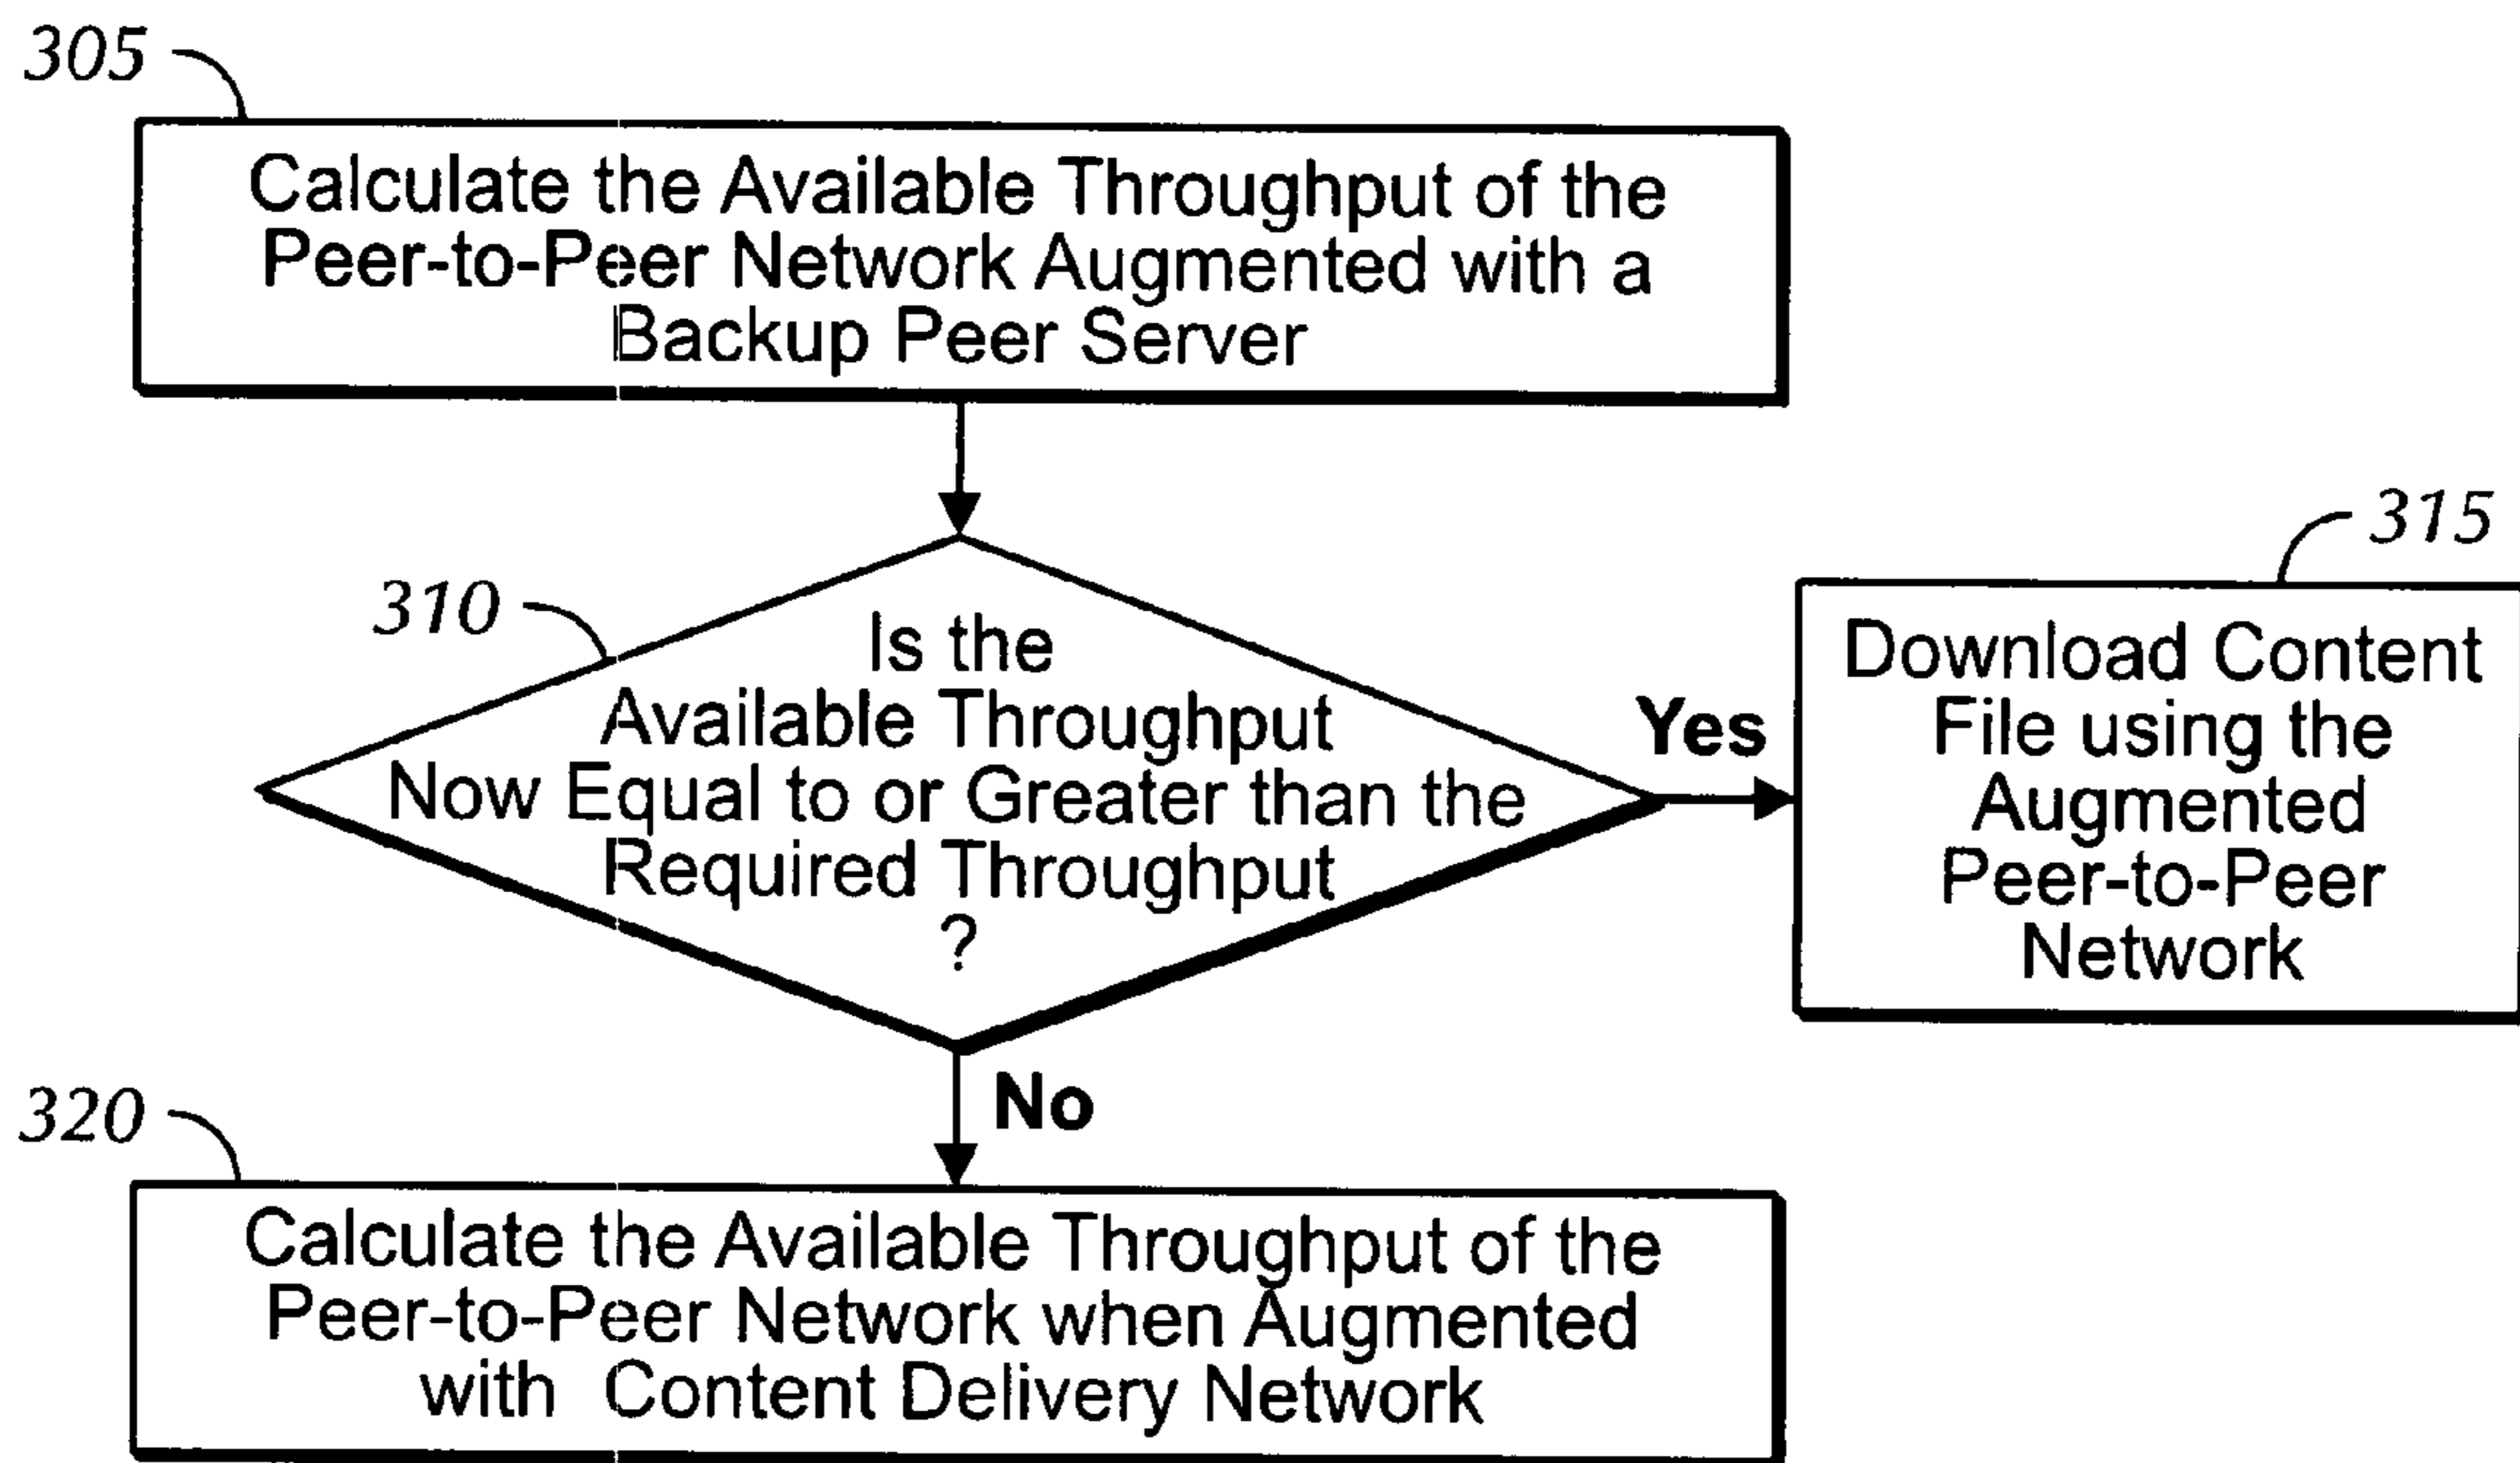 305
Calculate the Available Throughput of the
Peer-to-Peer Network Augmented with a
Backup Peer Server
310
Is the
Available Throughput
Now Equal to or Greater than the
Required Throughput
?
Yes
315
Download Content
File using the
Augmented
Peer-to-Peer
Network
No
320
Calculate the Available Throughput of the
Peer-to-Peer Network when Augmented
with Content Delivery Network